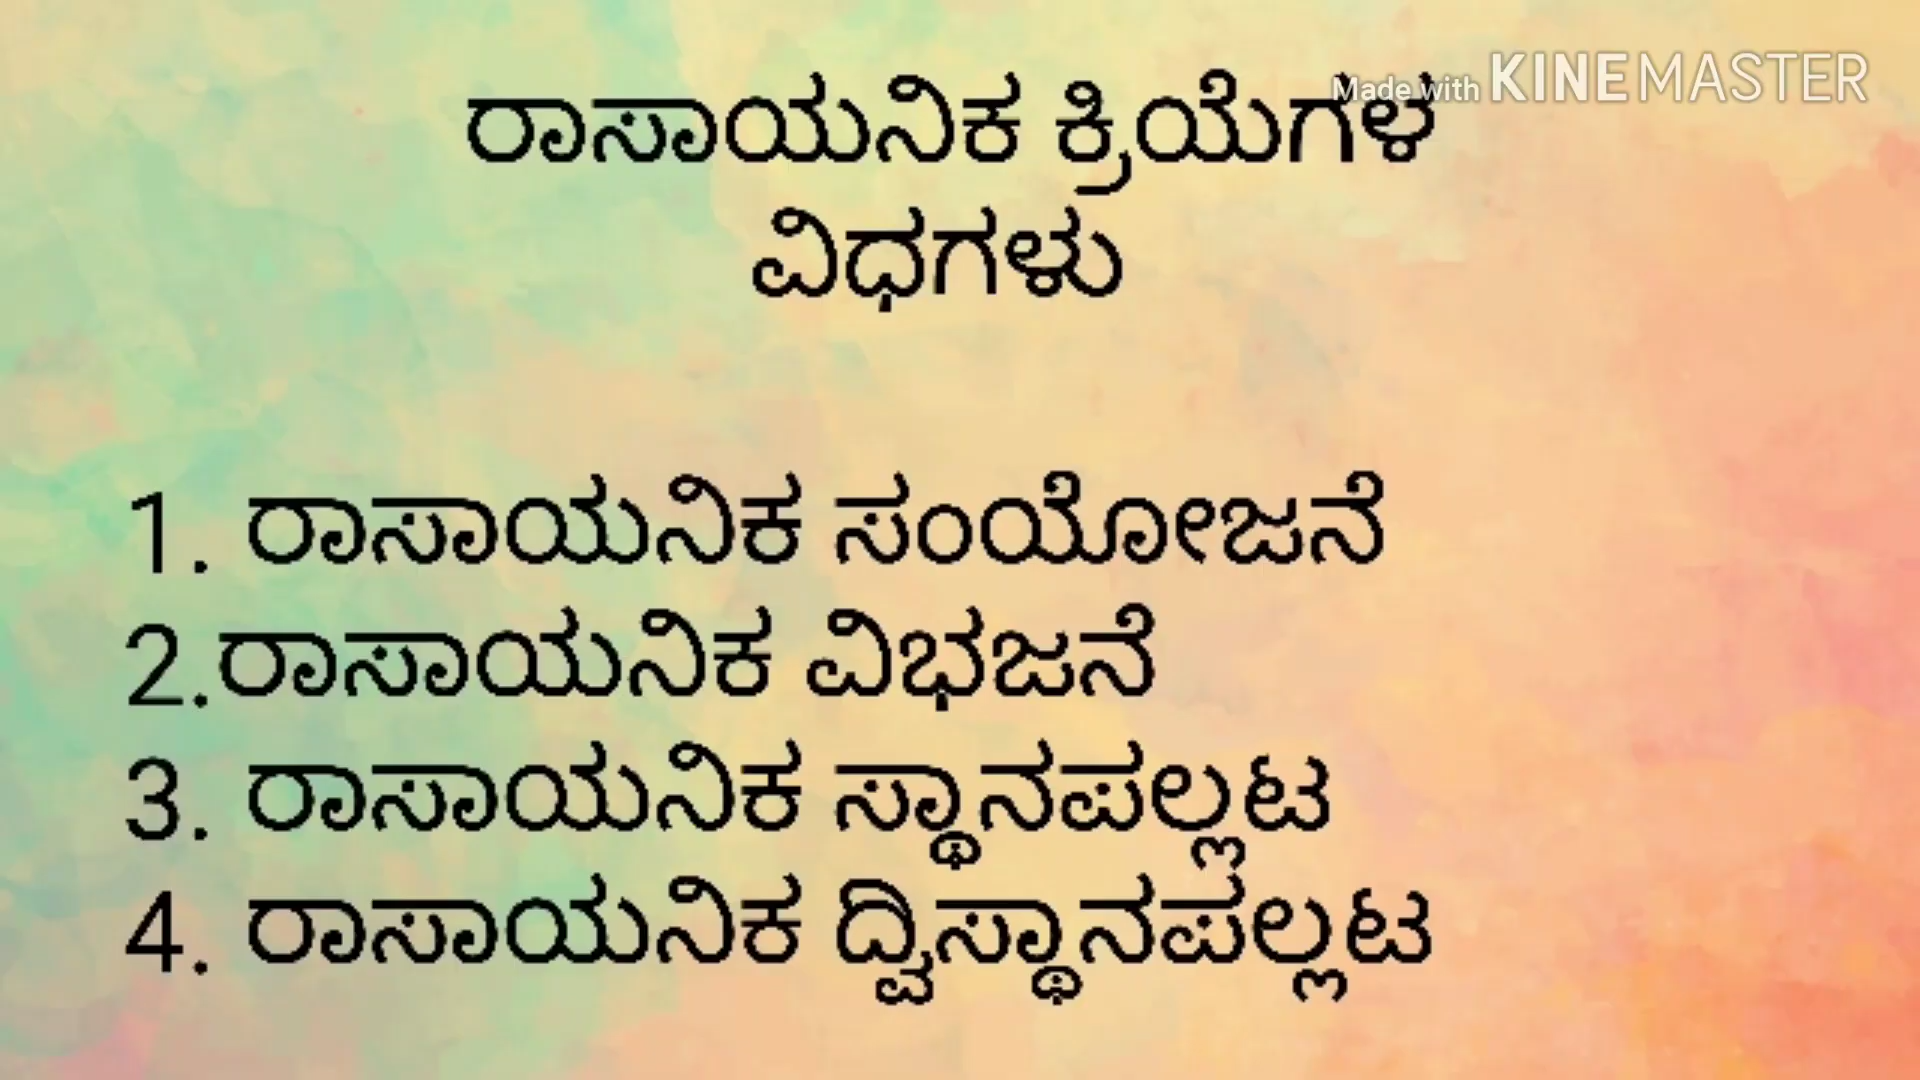 Made with KINEMASTER
ರಾಸಾಯನಿಕ ಕ್ರಿಯೆಗಳ
ವಿಧಗಳು
1. ರಾಸಾಯನಿಕ ಸಂಯೋಜನೆ
2.ರಾಸಾಯನಿಕ ವಿಭಜನೆ
3. ರಾಸಾಯನಿಕ ಸ್ಥಾನಪಲ್ಲಟ
4. ರಾಸಾಯನಿಕ ದ್ವಿಸ್ಥಾನಪಲ್ಲಟ